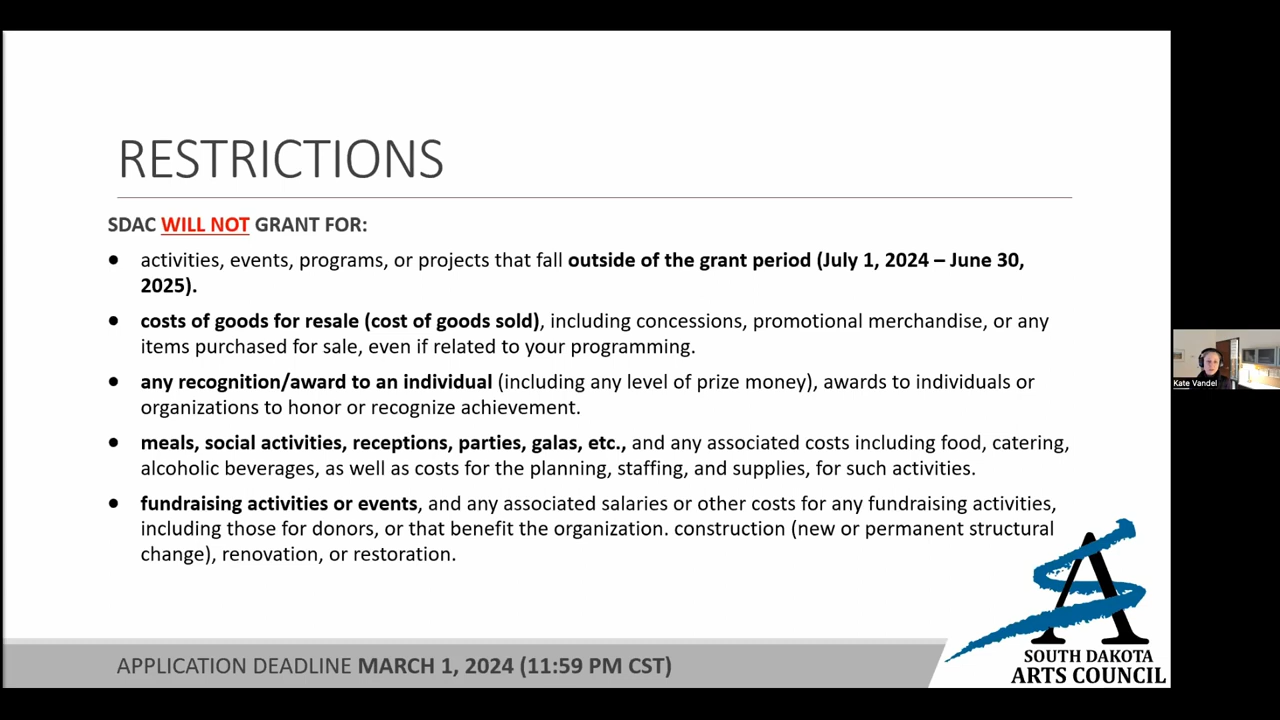 RESTRICTIONS
SDAC WILL NOT GRANT FOR:
● activities, events, programs, or projects that fall outside of the grant period (July 1, 2024 – June 30,
2025).
● costs of goods for resale (cost of goods sold), including concessions, promotional merchandise, or any
items purchased for sale, even if related to your programming.
● any recognition/award to an individual (including any level of prize money), awards to individuals or
organizations to honor or recognize achievement.
● meals, social activities, receptions, parties, galas, etc., and any associated costs including food, catering,
alcoholic beverages, as well as costs for the planning, staffing, and supplies, for such activities.
● fundraising activities or events, and any associated salaries or other costs for any fundraising activities,
including those for donors, or that benefit the organization. construction (new or permanent structural
change), renovation, or restoration.
APPLICATION DEADLINE MARCH 1, 2024 (11:59 PM CST)
SA
SOUTH DAKOTA
ARTS COUNCIL
Kate Vandel